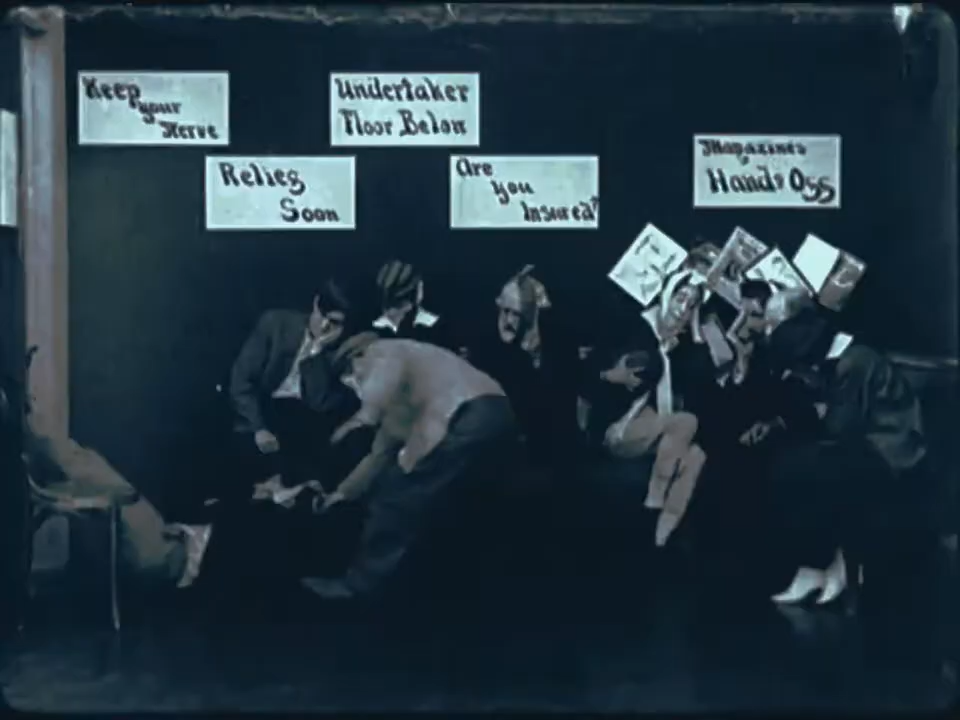 Keep
your
Nerve
Undertaker
Floor Below
Relief
Soon
Are
you
Insured?
Magazines
Hands Off